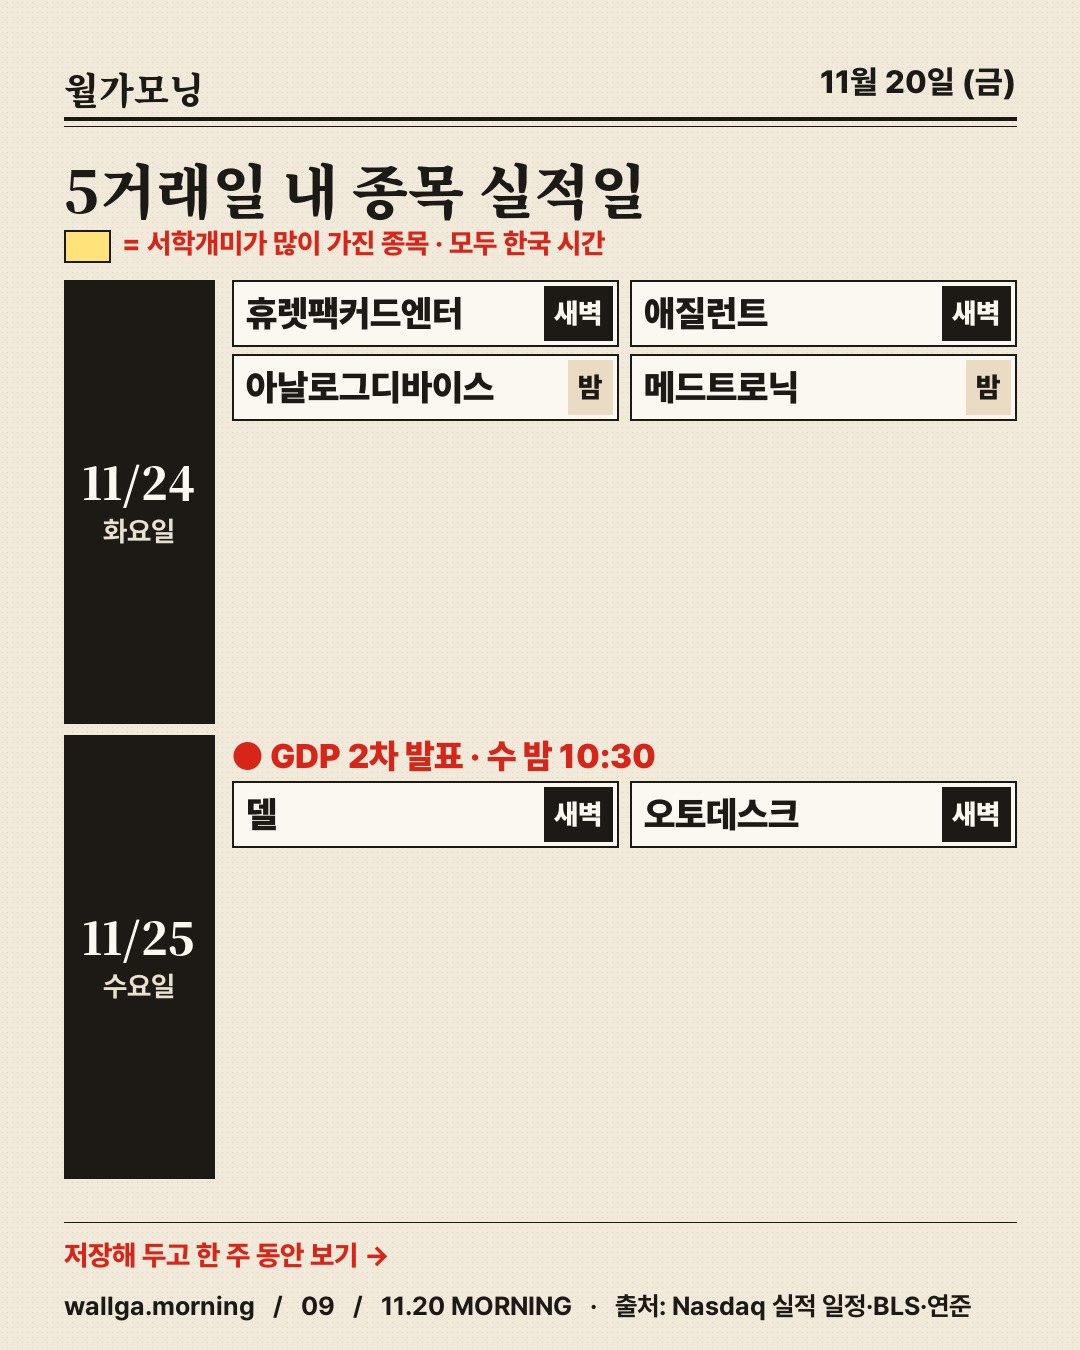 월가모닝
11월 20일 (금)
5거래일 내 종목 실적일
= 서학개미가 많이 가진 종목 · 모두 한국 시간
11/24
화요일
휴렛팩커드엔터 새벽
애질런트 새벽
아날로그디바이스 밤
메드트로닉 밤
11/25
수요일
GDP 2차 발표 · 수 밤 10:30
델 새벽
오토데스크 새벽
저장해 두고 한 주 동안 보기 →
wallga.morning / 09 / 11.20 MORNING · 출처: Nasdaq 실적 일정·BLS·연준